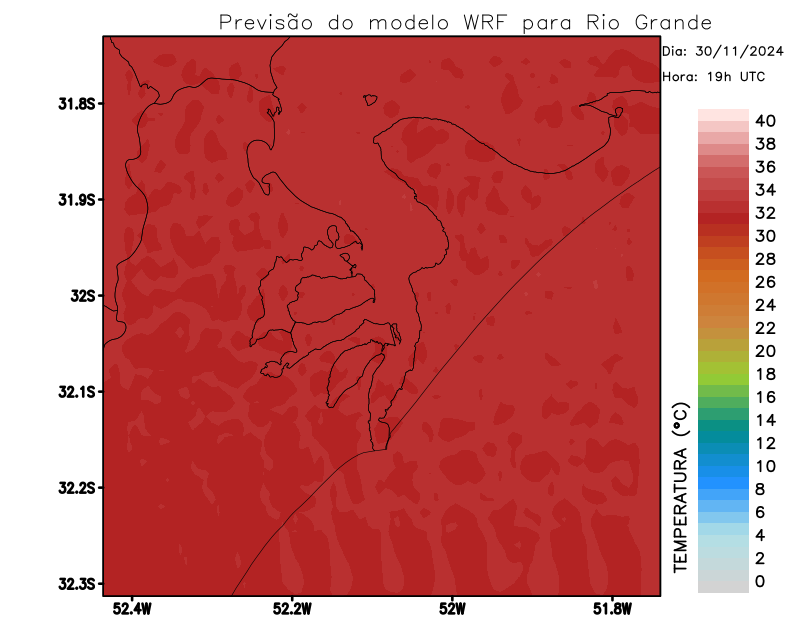 Previsão do modelo WRF para Rio Grande
Dia: 30/11/2024
Hora: 19h UTC
31.8S
31.9S
32S
32.1S
32.2S
32.3S
52.4W
52.2W
52W
51.8W
TEMPERATURA (°C)
40
38
36
34
32
30
28
26
24
22
20
18
16
14
12
10
8
6
4
2
0